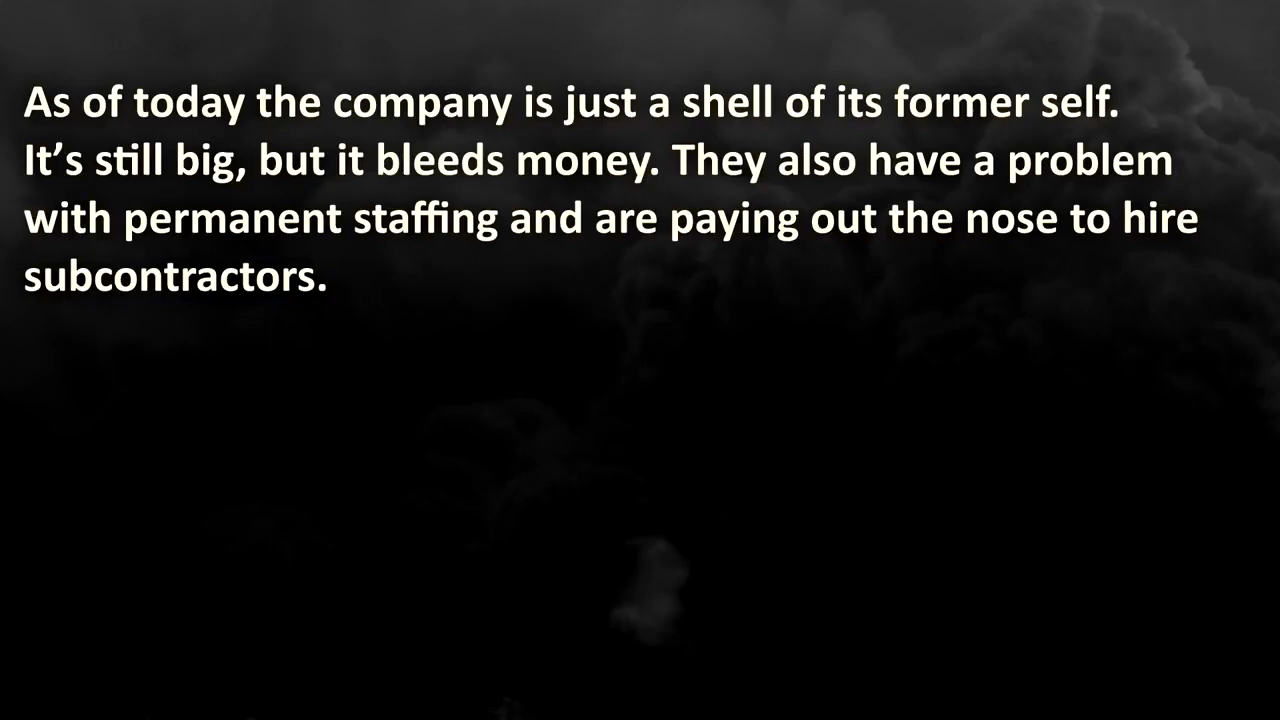 As of today the company is just a shell of its former self.
It’s still big, but it bleeds money. They also have a problem
with permanent staffing and are paying out the nose to hire
subcontractors.